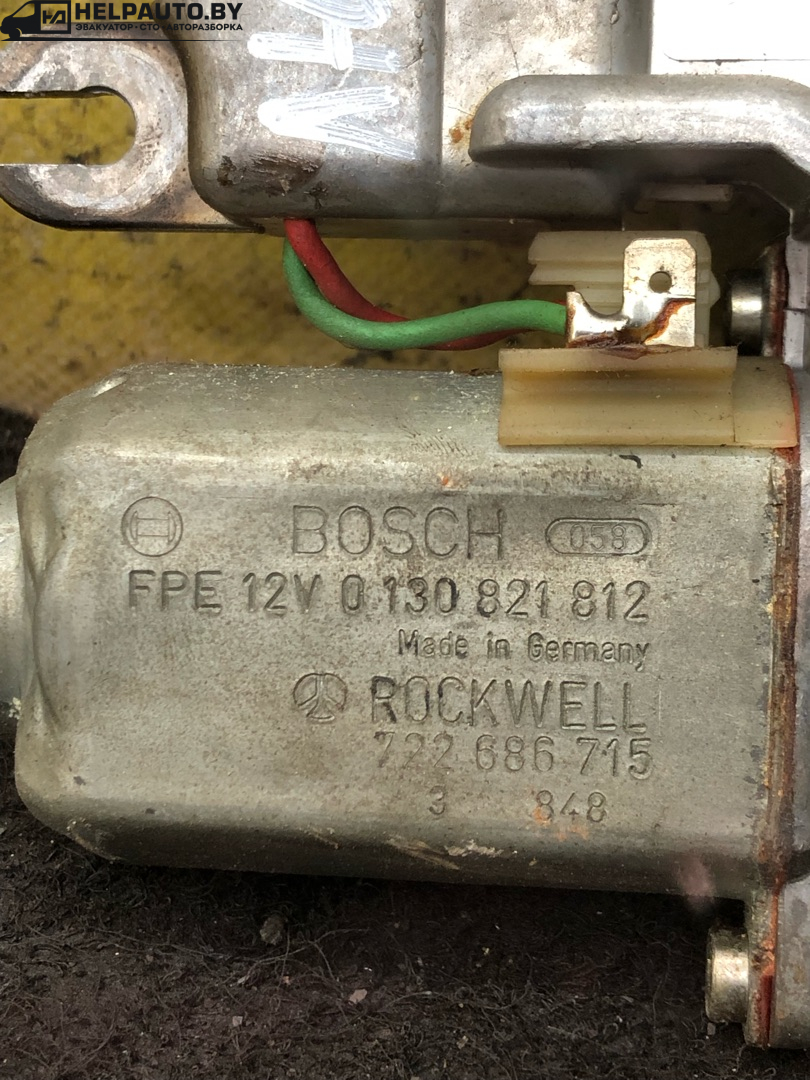 HELPAUTO.BY
ЭВАКУАТОР • СТО • АВТОРАЗБОРКА
BOSCH 058
FPE 12V 0 130 821 812
Made in Germany
ROCKWELL
722 686 715
3 848